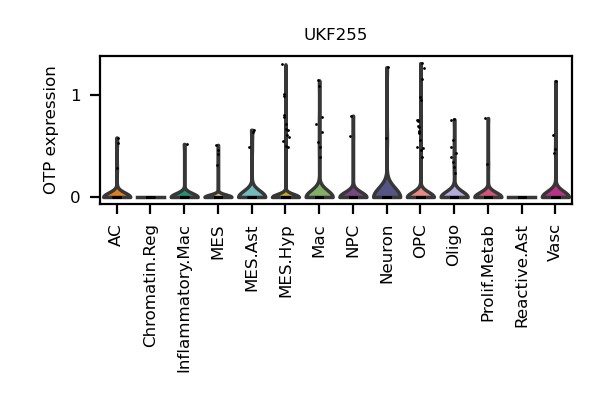 UKF255
OTP expression
1
0
AC
Chromatin.Reg
Inflammatory.Mac
MES
MES.Ast
MES.Hyp
Mac
NPC
Neuron
OPC
Oligo
Prolif.Metab
Reactive.Ast
Vasc